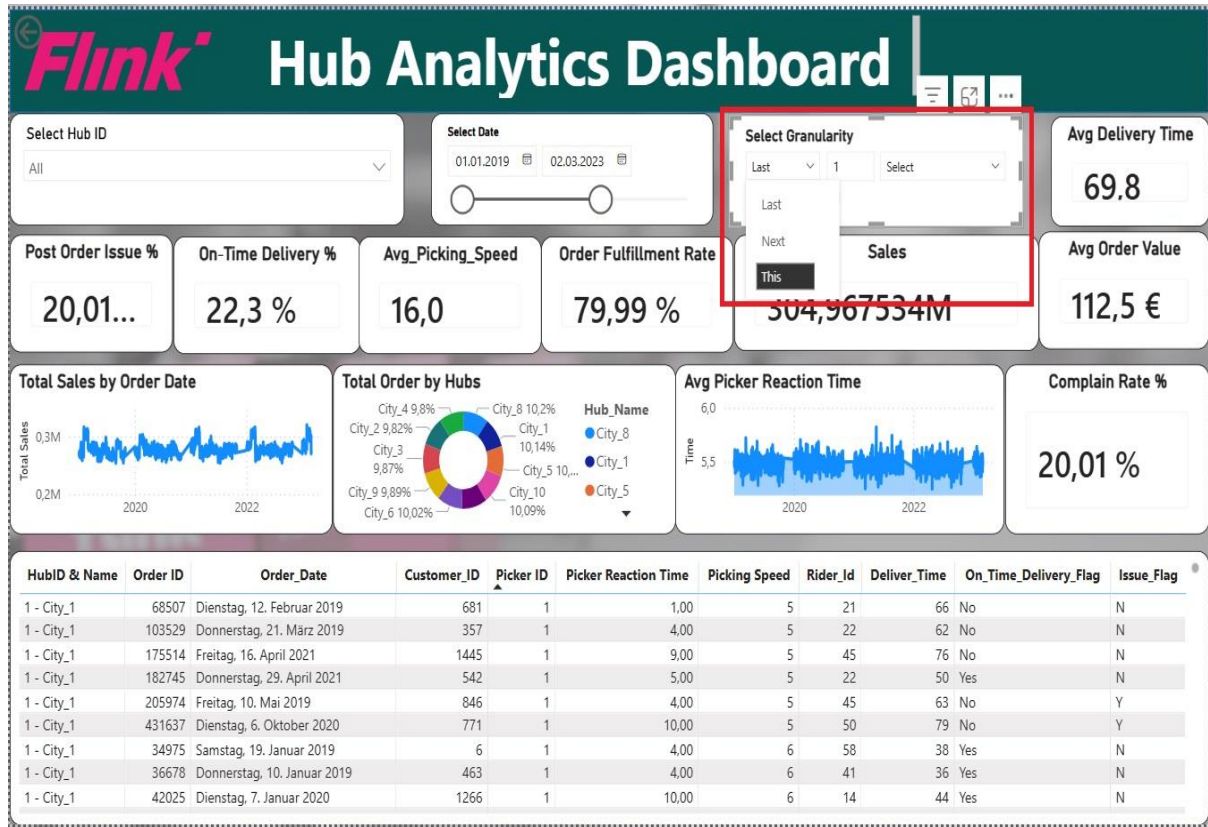 Flink
Hub Analytics Dashboard
Select Hub ID
All
Select Date
01.01.2019
02.03.2023
Select Granularity
Last
1
Select
Last
Next
This
Avg Delivery Time
69.8
Post Order Issue %
20,01...
On-Time Delivery %
22,3 %
Avg_Picking_Speed
16,0
Order Fulfillment Rate
79,99 %
Sales
304,967534M
Avg Order Value
112,5 €
Total Sales by Order Date
Total Sales
0,3M
0,2M
2020
2022
Total Order by Hubs
City_4 9,8%
City_8 10,2%
City_2 9,82%
City_1
10,14%
City_3
9,87%
City_5 10,...
City_9 9,89%
City_10
10,09%
City_6 10,02%
Hub_Name
City_8
City_1
City_5
Avg Picker Reaction Time
Time
6,0
5,5
2020
2022
Complain Rate %
20,01 %
HubID & Name Order ID Order_Date Customer_ID Picker ID Picker Reaction Time Picking Speed Rider_Id Deliver_Time On_Time_Delivery_Flag Issue_Flag
1 - City_1 68507 Dienstag, 12. Februar 2019 681 1 1,00 5 21 66 No N
1 - City_1 103529 Donnerstag, 21. März 2019 357 1 4,00 5 22 62 No N
1 - City_1 175514 Freitag, 16. April 2021 1445 1 9,00 5 45 76 No N
1 - City_1 182745 Donnerstag, 29. April 2021 542 1 5,00 5 22 50 Yes N
1 - City_1 205974 Freitag, 10. Mai 2019 846 1 4,00 5 45 63 No Y
1 - City_1 431637 Dienstag, 6. Oktober 2020 771 1 10,00 5 50 79 No Y
1 - City_1 34975 Samstag, 19. Januar 2019 6 1 4,00 6 58 38 Yes N
1 - City_1 36678 Donnerstag, 10. Januar 2019 463 1 4,00 6 41 36 Yes N
1 - City_1 42025 Dienstag, 7. Januar 2020 1266 1 10,00 6 14 44 Yes N